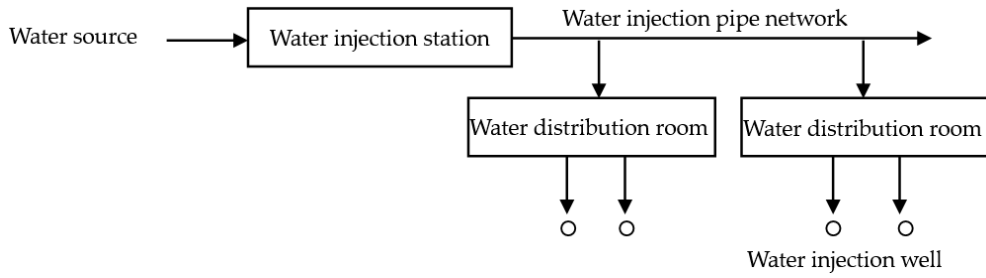 Water injection pipe network
Water source
Water injection station
Water distribution room
Water distribution room
Water injection well